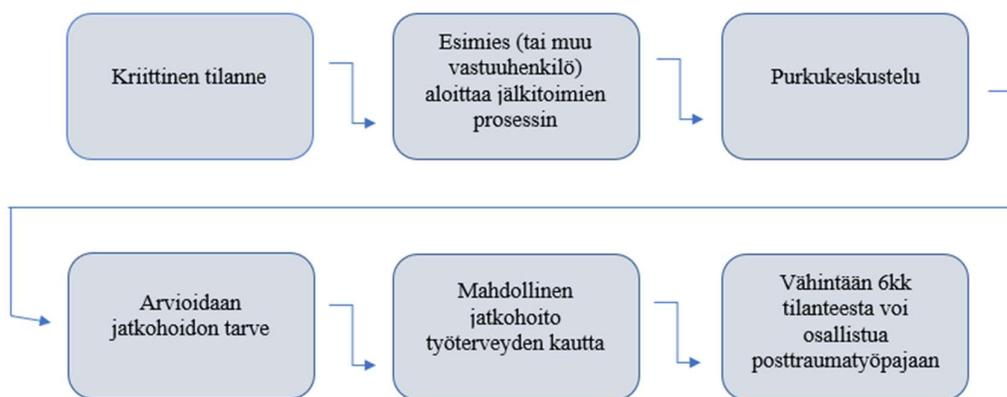 Kriittinen tilanne
Esimies (tai muu
vastuuhenkilö)
aloittaa jälkitoimien
prosessin
Purkukeskustelu
Arvioidaan
jatkohoidon tarve
Mahdollinen
jatkohoito
työterveyden kautta
Vähintään 6kk
tilanteesta voi
osallistua
posttraumatyöpajaan